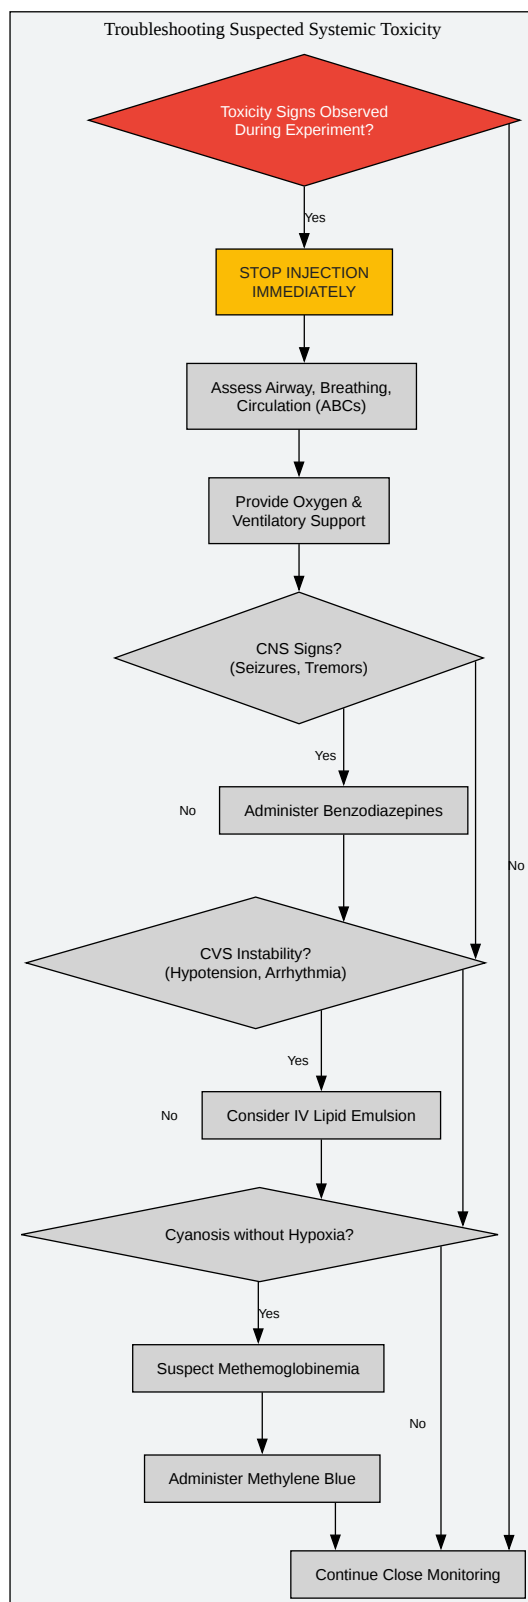 Troubleshooting Suspected Systemic Toxicity
Toxicity Signs Observed
During Experiment?
Yes
STOP INJECTION
IMMEDIATELY
Assess Airway, Breathing,
Circulation (ABCs)
Provide Oxygen &
Ventilatory Support
CNS Signs?
(Seizures, Tremors)
Yes
No
Administer Benzodiazepines
No
CVS Instability?
(Hypotension, Arrhythmia)
Yes
No
Consider IV Lipid Emulsion
Cyanosis without Hypoxia?
Yes
Suspect Methemoglobinemia
No
Administer Methylene Blue
Continue Close Monitoring